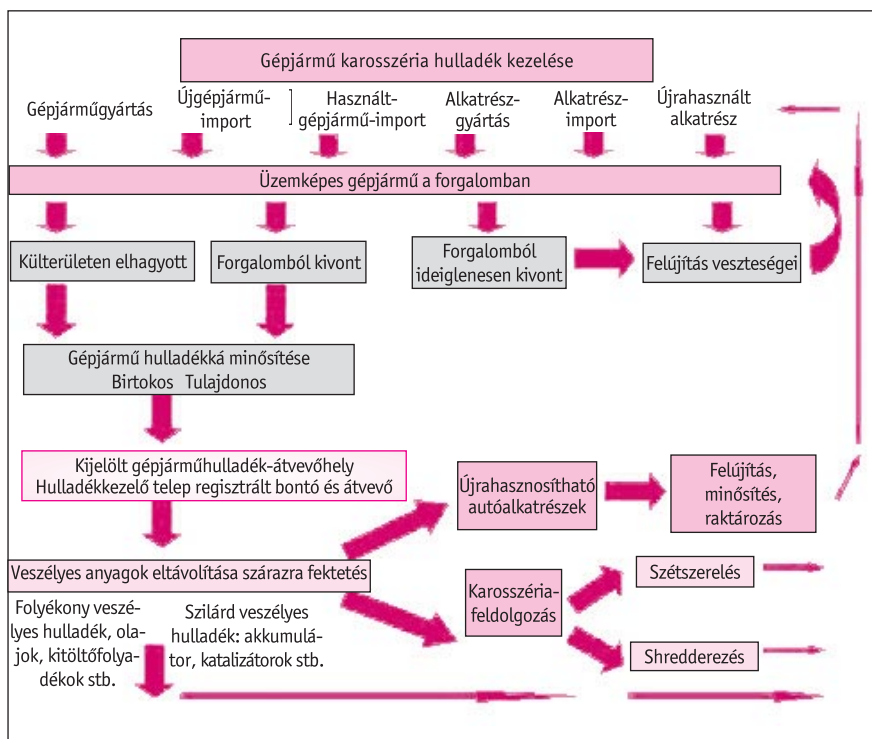 Gépjármű karosszéria hulladék kezelése
Gépjárműgyártás
Újgépjármű-
import
Használt-
gépjármű-import
Alkatrész-
gyártás
Alkatrész-
import
Újrahasznált
alkatrész
Üzemképes gépjármű a forgalomban
Külterületen elhagyott
Forgalomból kivont
Forgalomból
ideiglenesen kivont
Felújítás veszteségei
Gépjármű hulladékká minősítése
Birtokos Tulajdonos
Kijelölt gépjárműhulladék-átvevőhely
Hulladékkezelő telep regisztrált bontó és átvevő
Újrahasznosítható
autóalkatrészek
Felújítás,
minősítés,
raktározás
Veszélyes anyagok eltávolítása szárazra fektetés
Karosszéria-
feldolgozás
Szétszerelés
Shredderezés
Folyékony veszé-
lyes hulladék, ola-
jok, kitöltőfolya-
dékok stb.
Szilárd veszélyes
hulladék: akkumulá-
tor, katalizátorok stb.